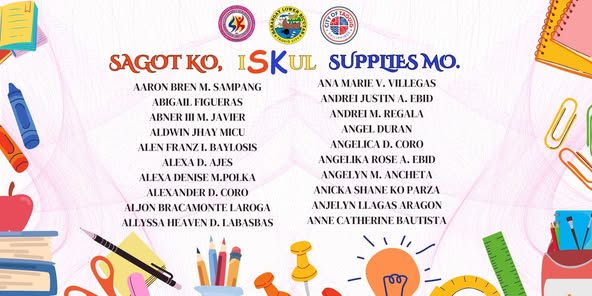 SAGOT KO, ISKUL SUPPLIES MO.
AARON BREN M. SAMPANG
ABIGAIL FIGUERAS
ABNER III M. JAVIER
ALDWIN JHAY MICU
ALEN FRANZ I. BAYLOSIS
ALEXA D. AJES
ALEXA DENISE M.POLKA
ALEXANDER D. CORO
ALJON BRACAMONTE LAROGA
ALLYSSA HEAVEN D. LABASBAS
ANA MARIE V. VILLEGAS
ANDREI JUSTIN A. EBID
ANDREI M. REGALA
ANGEL DURAN
ANGELICA D. CORO
ANGELIKA ROSE A. EBID
ANGELYN M. ANCHETA
ANICKA SHANE KO PARZA
ANJELYN LLAGAS ARAGON
ANNE CATHERINE BAUTISTA
CITY OF TAGUIG